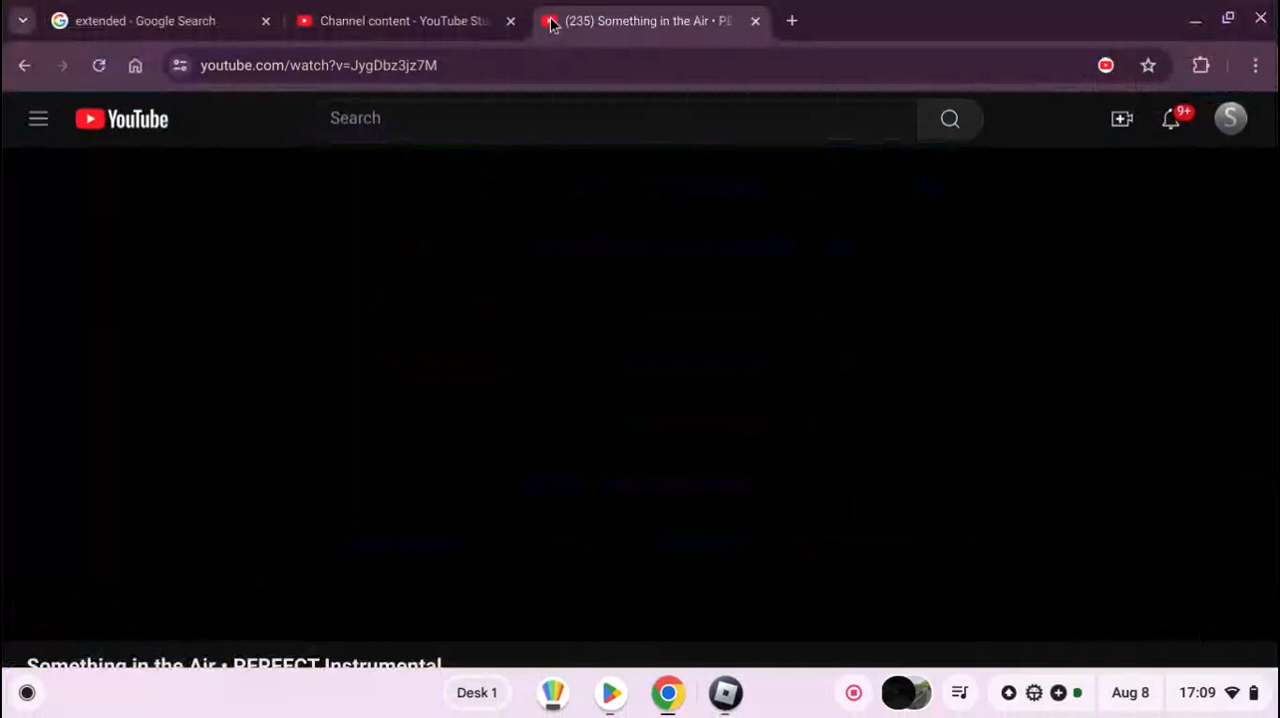 extended - Google Search
Channel content - YouTube Stu
(235) Something in the Air • PE
youtube.com/watch?v=JygDbz3jz7M
YouTube
Search
9+
S
Something in the Air • PERFECT Instrumental
Desk 1
Aug 8
17:09